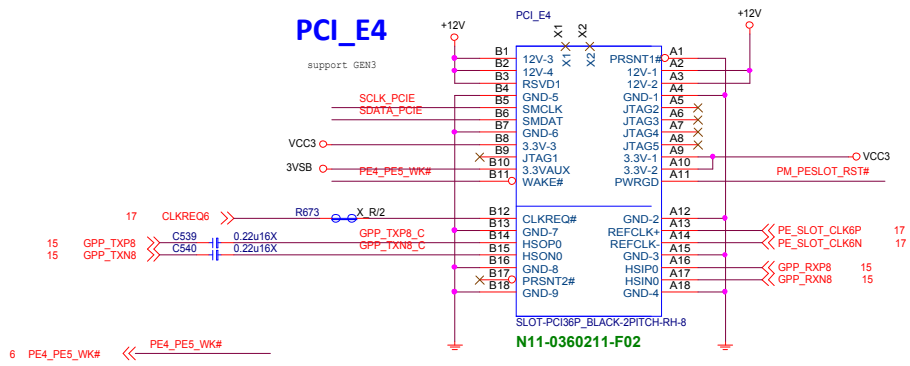 PCI_E4
support GEN3
+12V
PCI_E4
X1
X2
+12V
B1 12V-3 PRSNT1# A1
B2 12V-4 12V-1 A2
B3 RSVD1 12V-2 A3
B4 GND-5 GND-1 A4
SCLK_PCIE B5 SMCLK JTAG2 A5
SDATA_PCIE B6 SMDAT JTAG3 A6
B7 GND-6 JTAG4 A7
VCC3 B8 3.3V-3 JTAG5 A8
B9 JTAG1 3.3V-1 A9 VCC3
3VSB B10 3.3VAUX 3.3V-2 A10
PE4_PE5_WK# B11 WAKE# PWRGD A11 PM_PESLOT_RST#
X1 X2
17 CLKREQ6 R673 X_R/2 B12 CLKREQ# GND-2 A12
B13 GND-7 REFCLK+ A13 PE_SLOT_CLK6P 17
15 GPP_TXP8 C539 0.22u16X GPP_TXP8_C B14 HSOP0 REFCLK- A14 PE_SLOT_CLK6N 17
15 GPP_TXN8 C540 0.22u16X GPP_TXN8_C B15 HSON0 GND-3 A15
B16 GND-8 HSIP0 A16 GPP_RXP8 15
B17 PRSNT2# HSIN0 A17 GPP_RXN8 15
B18 GND-9 GND-4 A18
SLOT-PCI36P_BLACK-2PITCH-RH-8
N11-0360211-F02
6 PE4_PE5_WK# PE4_PE5_WK#